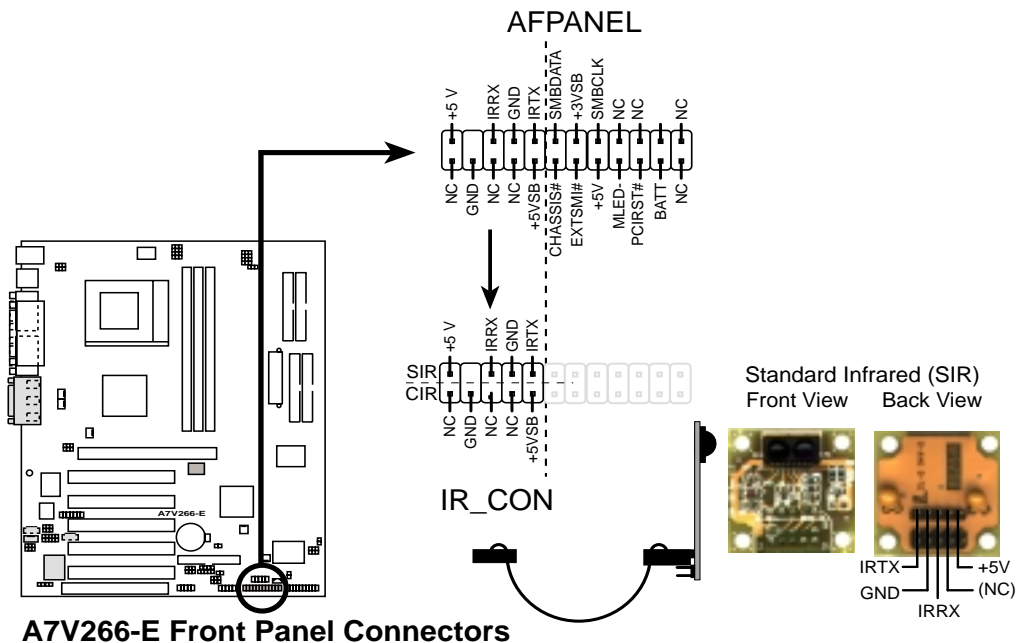 AFPANEL
+5 V
IRRX
GND
IRTX
SMBDATA
+3VSB
SMBCLK
NC
NC
NC
NC
GND
NC
NC
+5VSB
CHASSIS#
EXTSMI#
+5V
MLED-
PCIRST#
BATT
NC
+5 V
IRRX
GND
IRTX
SIR
CIR
NC
GND
NC
NC
+5VSB
IR_CON
Standard Infrared (SIR)
Front View Back View
IRTX
GND
IRRX
+5V
(NC)
A7V266-E
A7V266-E Front Panel Connectors